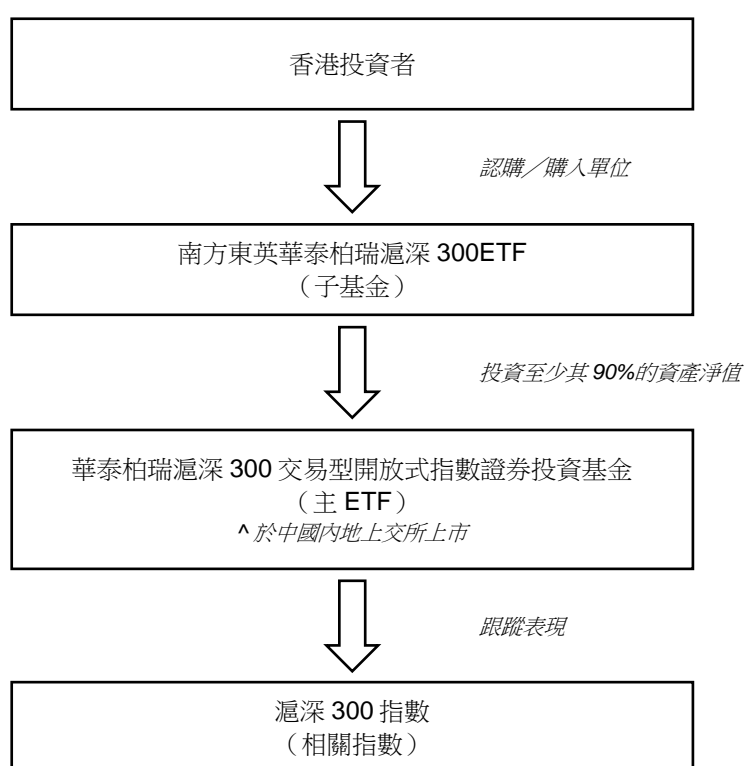 香港投資者
認購／購入單位
南方東英華泰柏瑞滬深 300ETF
（子基金）
投資至少其 90%的資產淨值
華泰柏瑞滬深 300 交易型開放式指數證券投資基金
（主 ETF）
^ 於中國內地上交所上市
跟蹤表現
滬深 300 指數
（相關指數）